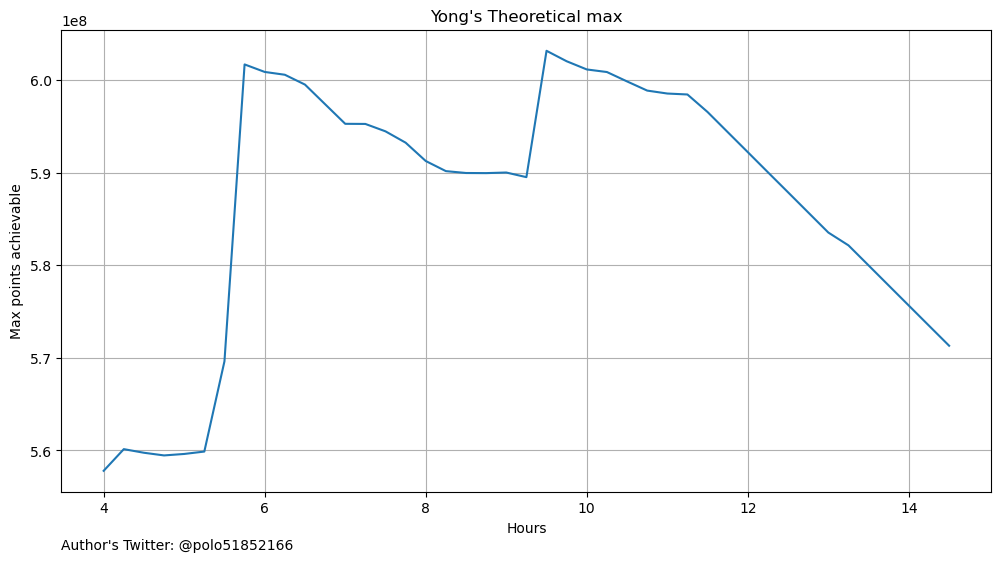 Yong's Theoretical max
1e8
6.0
5.9
5.8
5.7
5.6
Max points achievable
4 6 8 10 12 14
Hours
Author's Twitter: @polo51852166